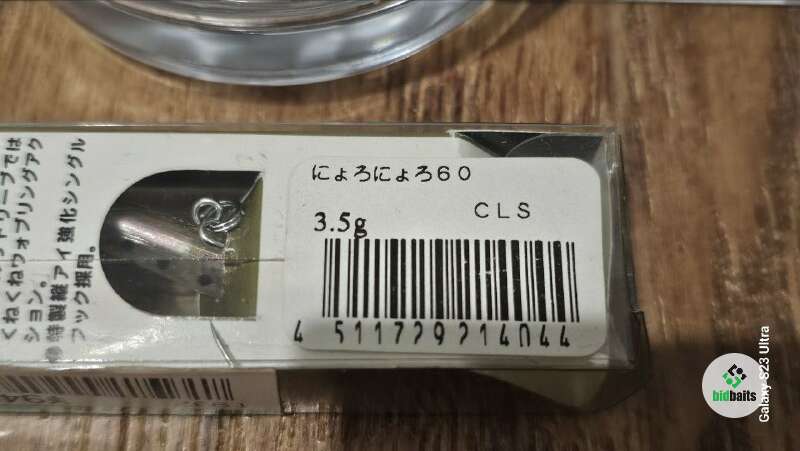 にょろにょろ60
3.5g
CLS
4 511729214044
くねくねウォブリングアク
ション。
特製縦アイ強化シングル
フック採用。
bidbaits
Galaxy S23 Ultra